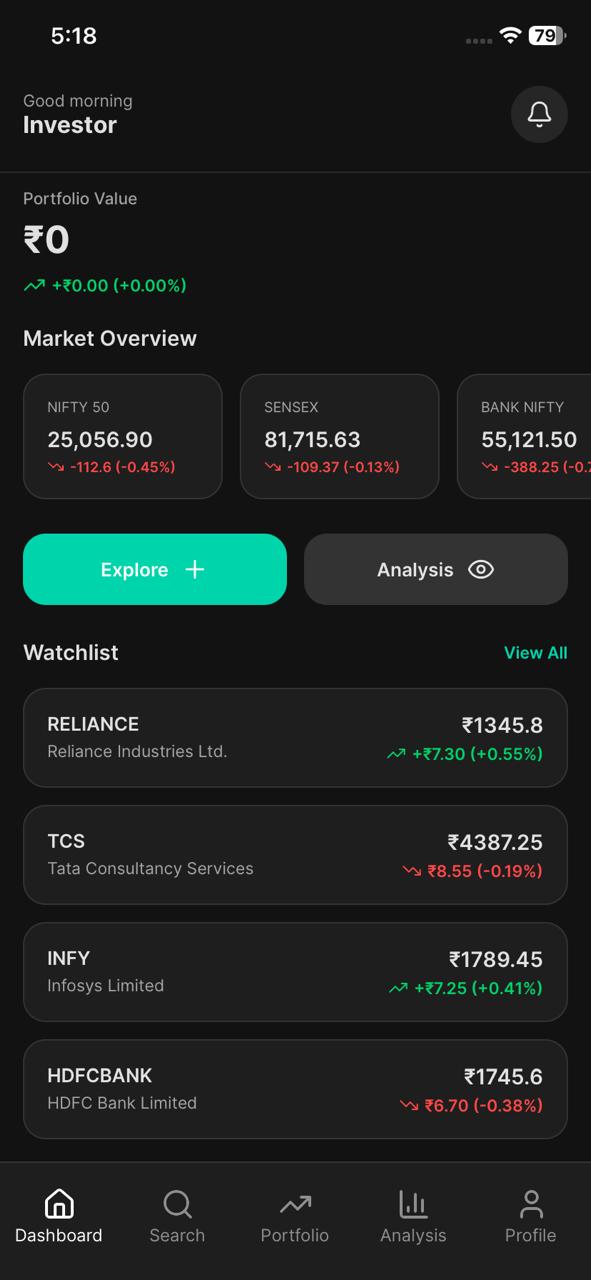 5:18
79
Good morning
Investor
Portfolio Value
₹0
+₹0.00 (+0.00%)
Market Overview
NIFTY 50
25,056.90
-112.6 (-0.45%)
SENSEX
81,715.63
-109.37 (-0.13%)
BANK NIFTY
55,121.50
-388.25 (-0.7
Explore
Analysis
Watchlist
View All
RELIANCE
₹1345.8
Reliance Industries Ltd.
+₹7.30 (+0.55%)
TCS
₹4387.25
Tata Consultancy Services
₹8.55 (-0.19%)
INFY
₹1789.45
Infosys Limited
+₹7.25 (+0.41%)
HDFCBANK
₹1745.6
HDFC Bank Limited
₹6.70 (-0.38%)
Dashboard
Search
Portfolio
Analysis
Profile